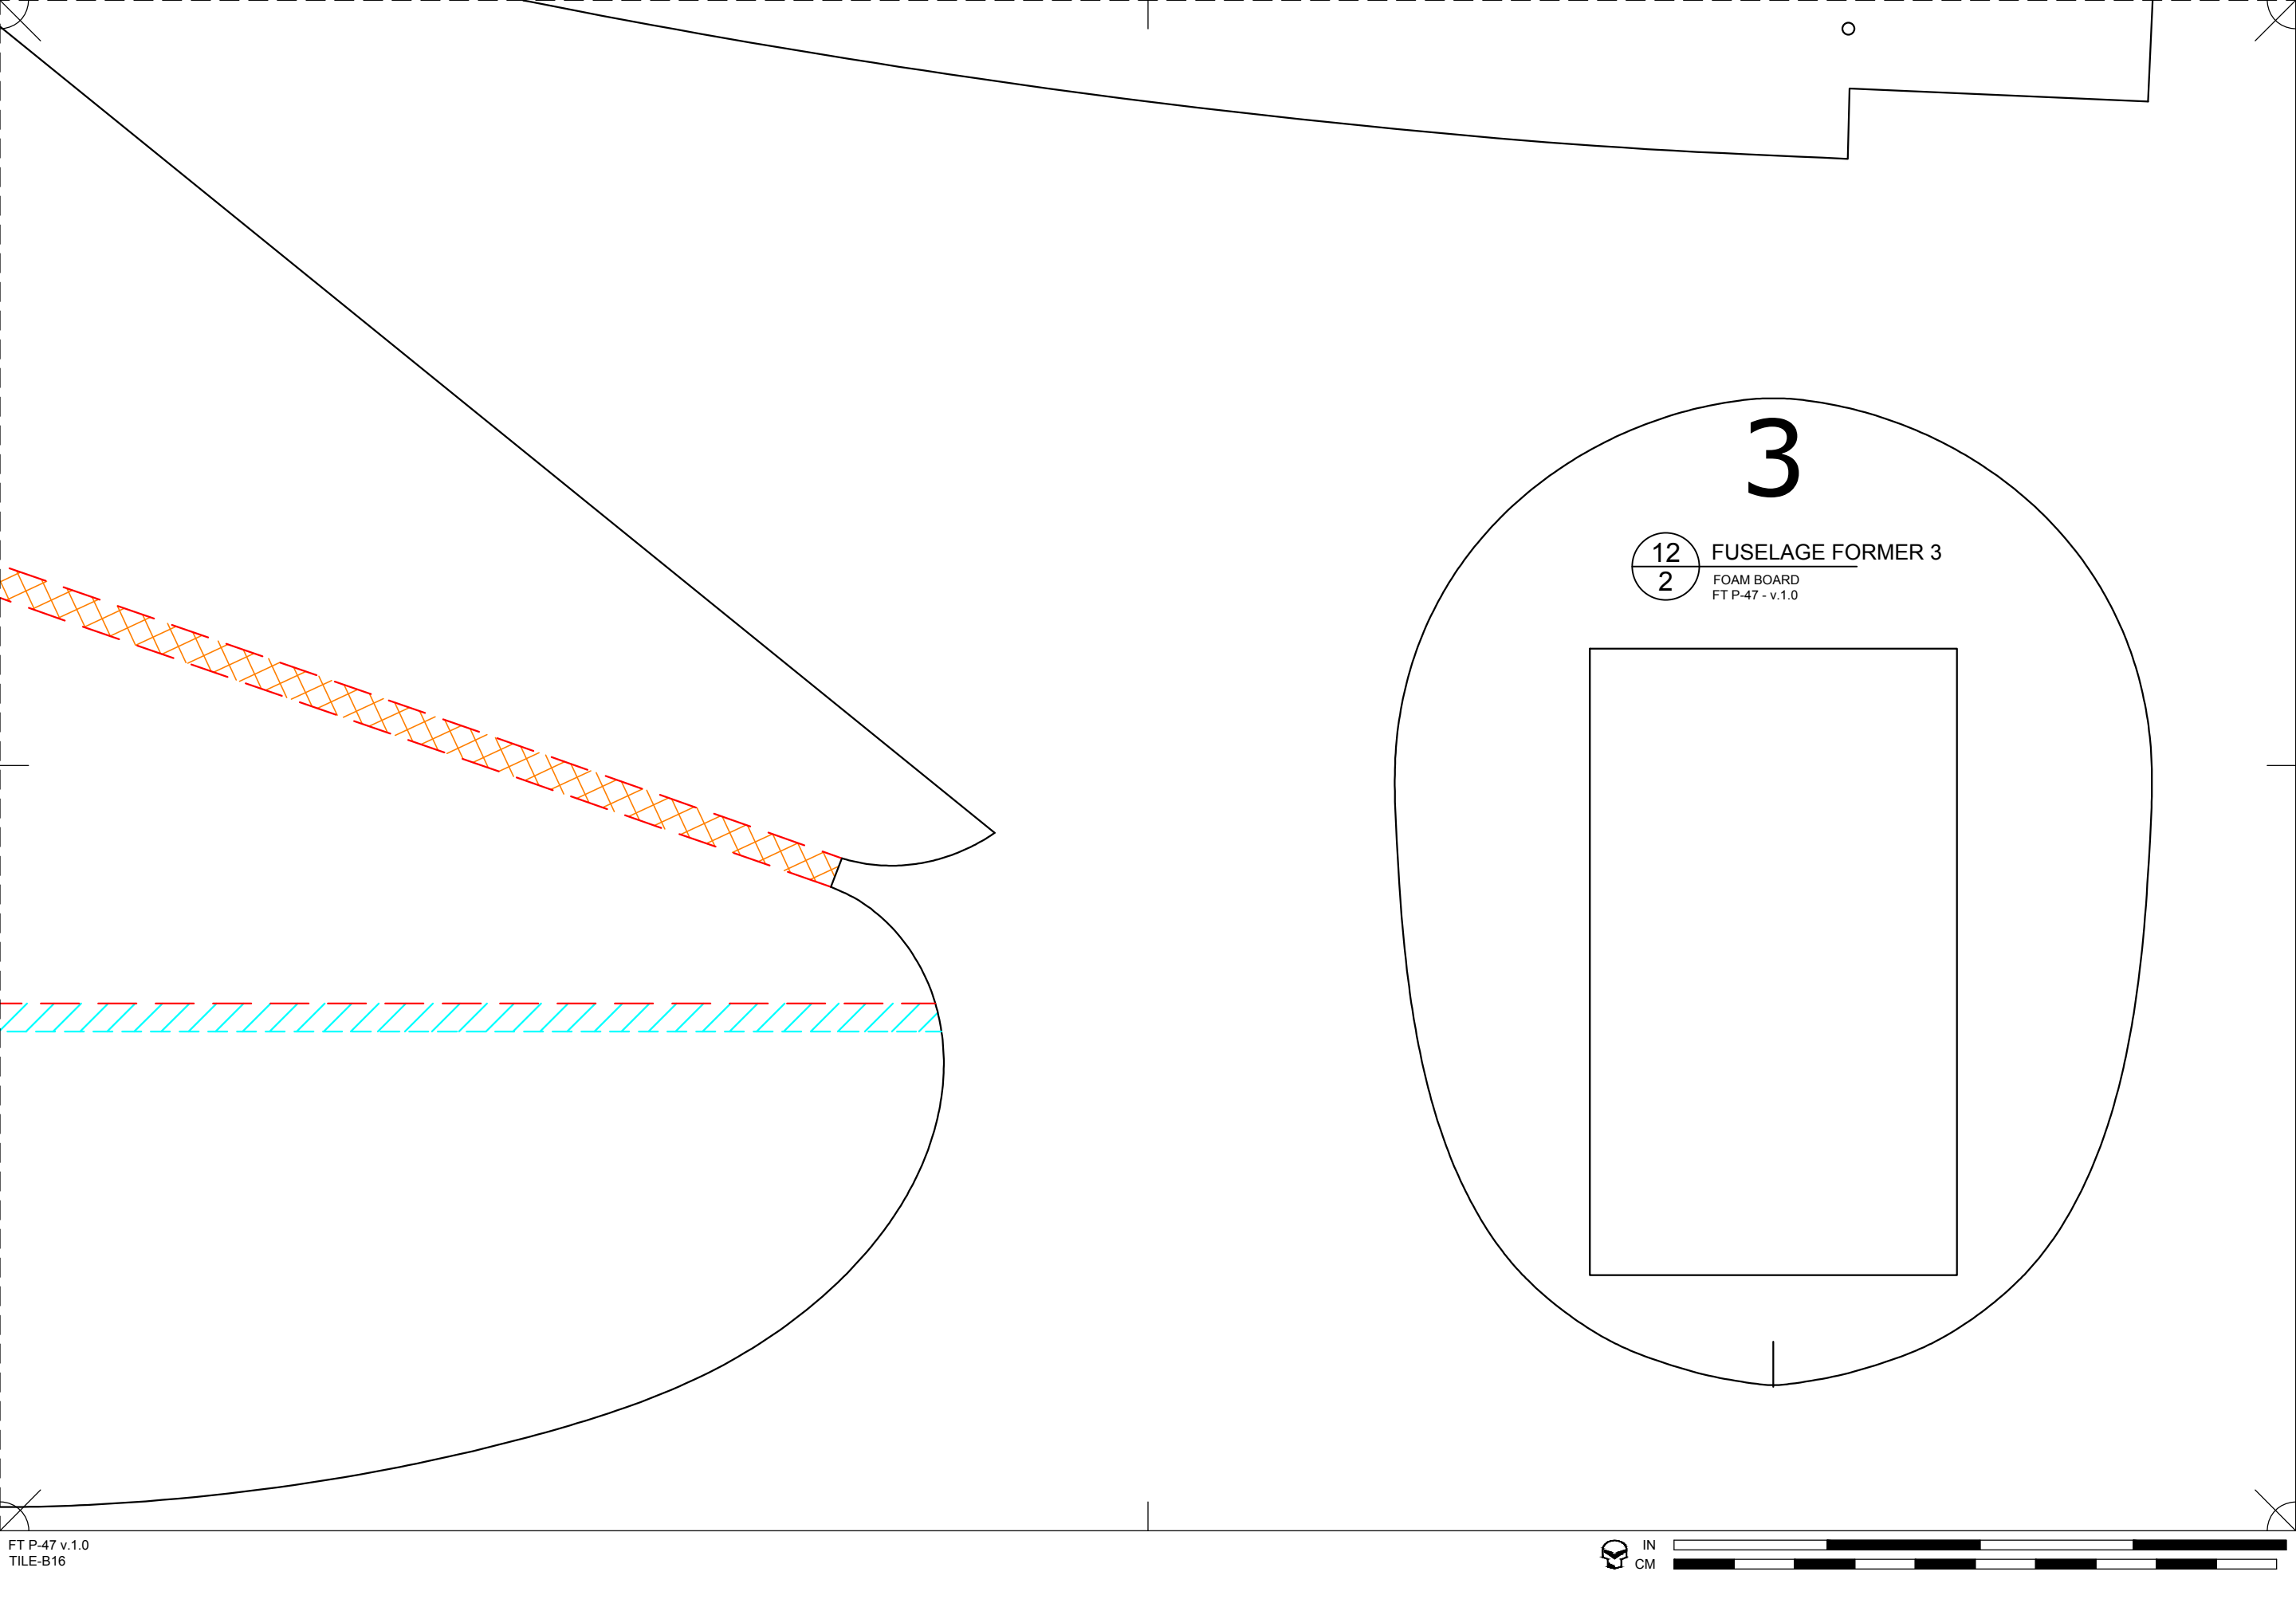 3
12
2
FUSELAGE FORMER 3
FOAM BOARD
FT P-47 - v.1.0
FT P-47 v.1.0
TILE-B16
IN
CM